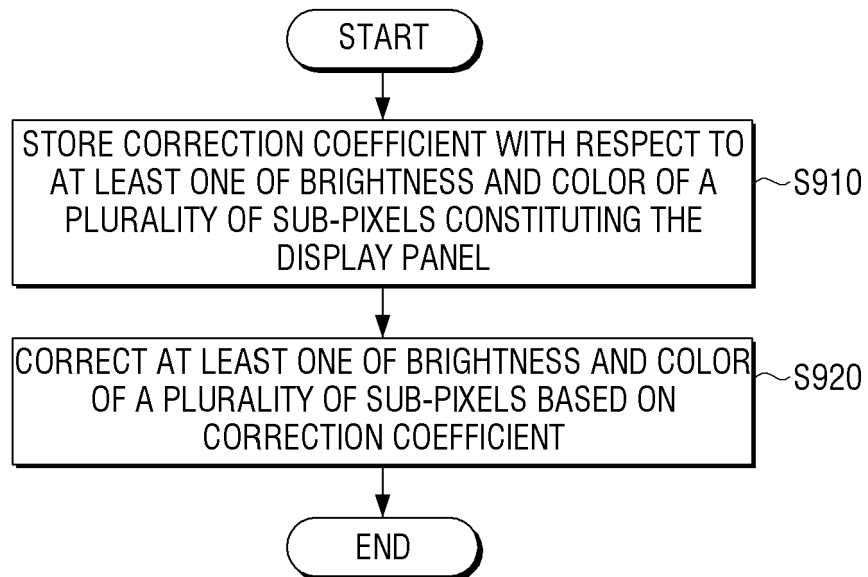 START
STORE CORRECTION COEFFICIENT WITH RESPECT TO
AT LEAST ONE OF BRIGHTNESS AND COLOR OF A
PLURALITY OF SUB-PIXELS CONSTITUTING THE
DISPLAY PANEL
S910
CORRECT AT LEAST ONE OF BRIGHTNESS AND COLOR
OF A PLURALITY OF SUB-PIXELS BASED ON
CORRECTION COEFFICIENT
S920
END